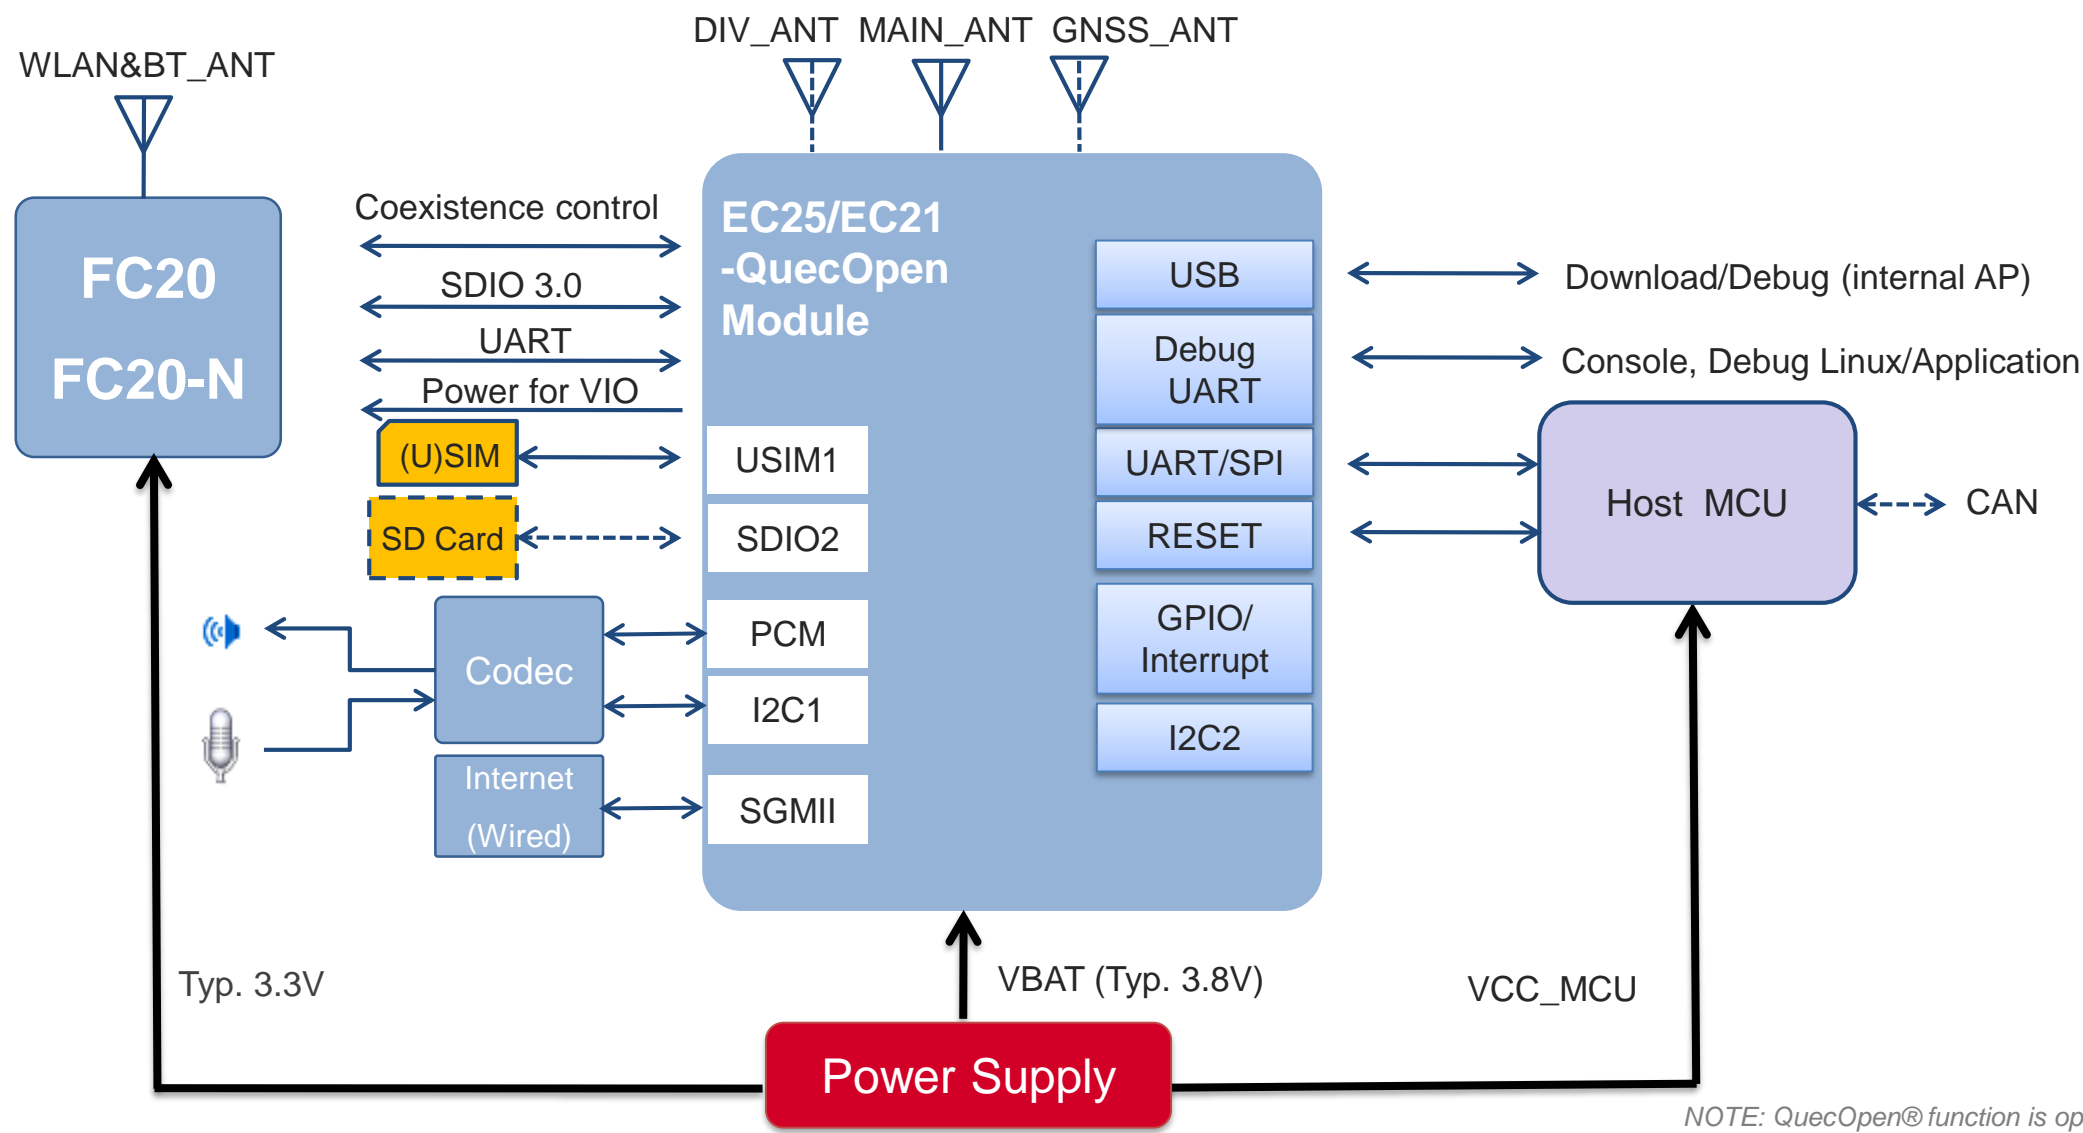 DIV_ANT MAIN_ANT GNSS_ANT
WLAN&BT_ANT
FC20
FC20-N
Coexistence control
SDIO 3.0
UART
Power for VIO
(U)SIM
SD Card
Codec
Internet
(Wired)
EC25/EC21
-QuecOpen
Module
USIM1
SDIO2
PCM
I2C1
SGMII
USB
Debug
UART
UART/SPI
RESET
GPIO/
Interrupt
I2C2
Download/Debug (internal AP)
Console, Debug Linux/Application
Host MCU
CAN
Typ. 3.3V
VBAT (Typ. 3.8V)
VCC_MCU
Power Supply
NOTE: QuecOpen® function is op